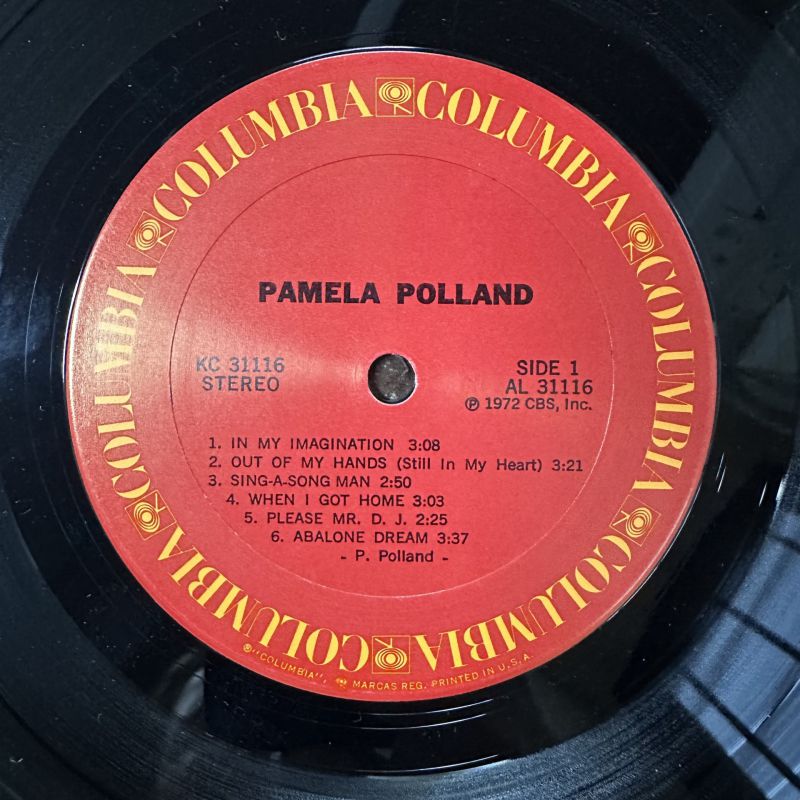 COLUMBIA COLUMBIA COLUMBIA COLUMBIA COLUMBIA COLUMBIA
PAMELA POLLAND
KC 31116
STEREO
SIDE 1
AL 31116
Ⓟ 1972 CBS, Inc.
1. IN MY IMAGINATION 3:08
2. OUT OF MY HANDS (Still In My Heart) 3:21
3. SING-A-SONG MAN 2:50
4. WHEN I GOT HOME 3:03
5. PLEASE MR. D. J. 2:25
6. ABALONE DREAM 3:37
- P. Polland -
®"COLUMBIA", MARCAS REG. PRINTED IN U.S.A.